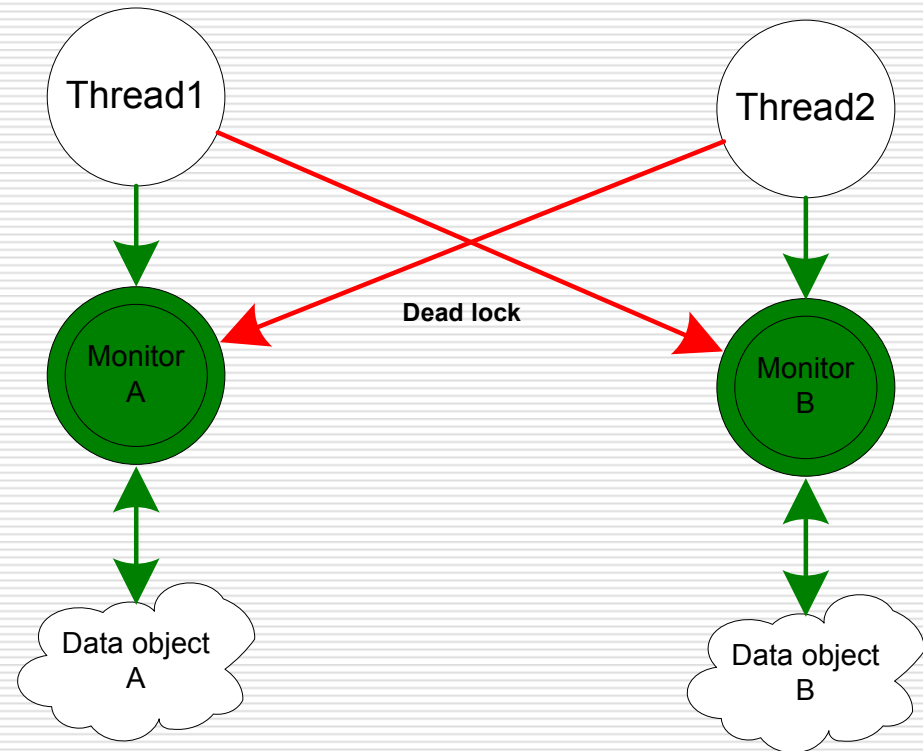 Thread1
Thread2
Dead lock
Monitor
A
Monitor
B
Data object
A
Data object
B